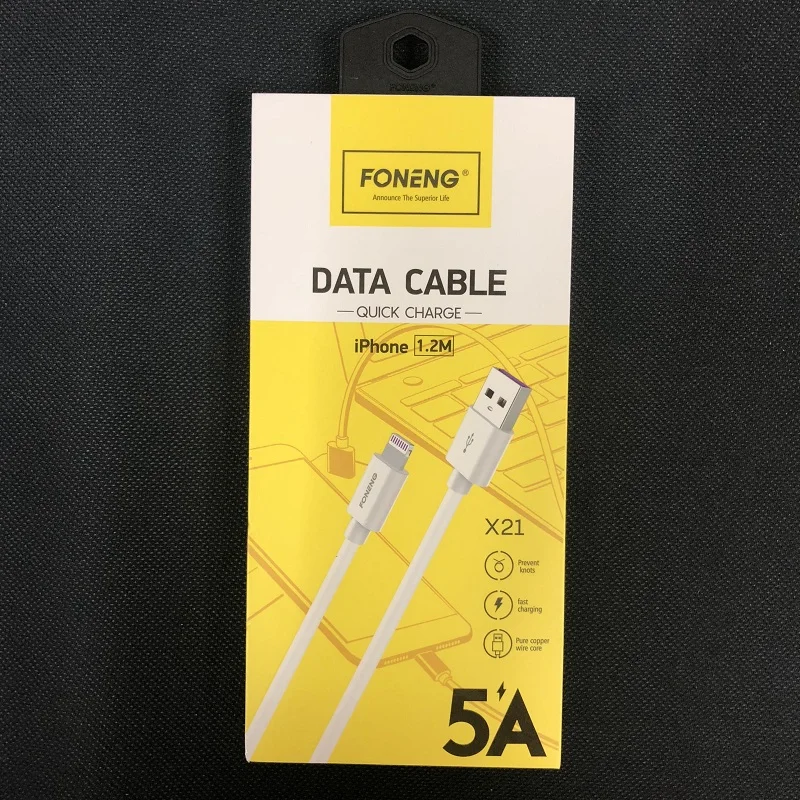 FONENG®
Announce The Superior Life
DATA CABLE
QUICK CHARGE
iPhone 1.2M
FONENG
X21
Prevent
knots
fast
charging
Pure copper
wire core
5A